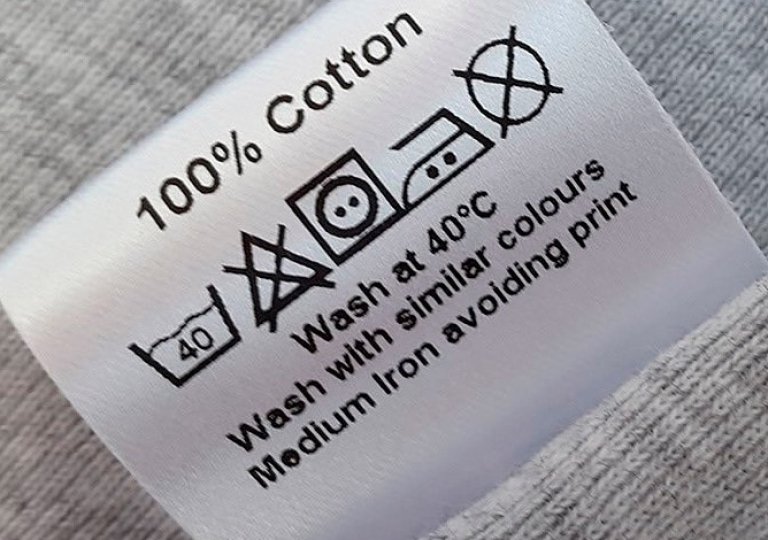 100% Cotton
40
Wash at 40°C
Wash with similar colours
Medium Iron avoiding print